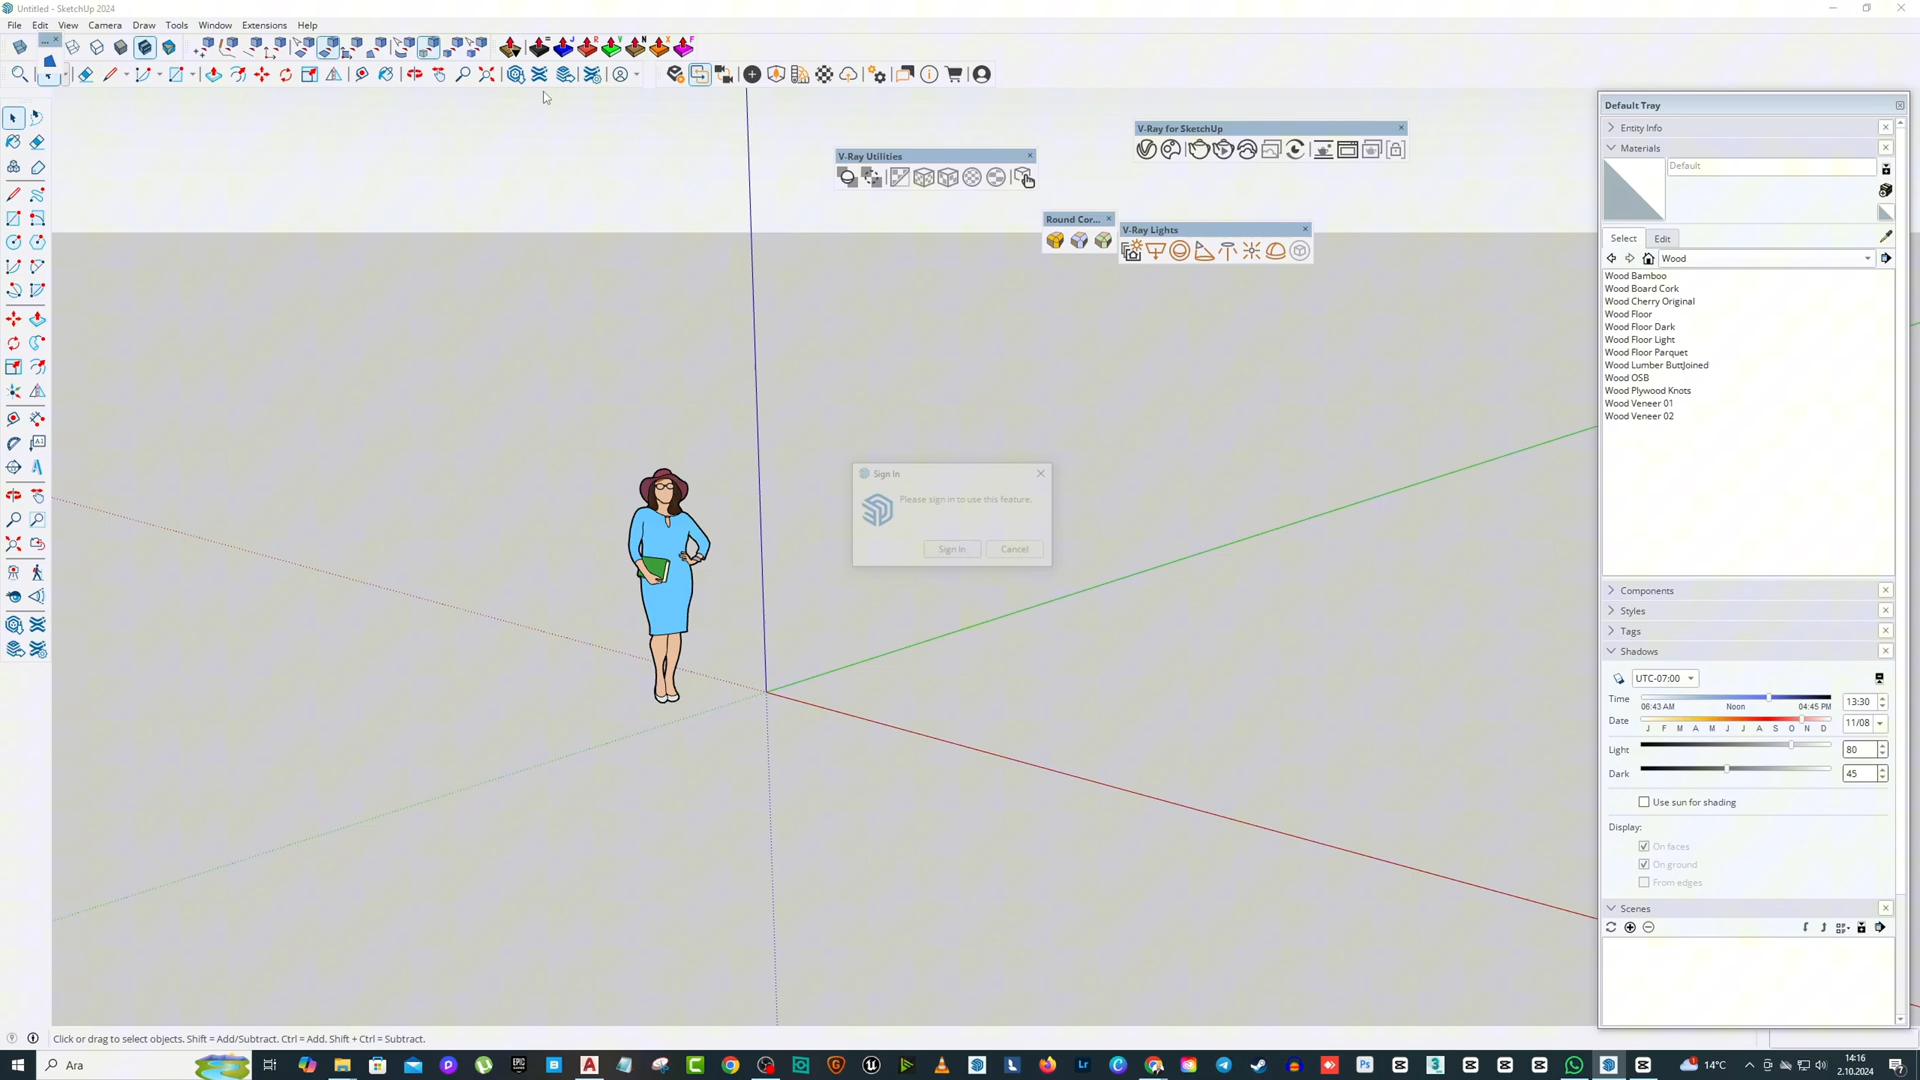 Untitled - SketchUp 2024
File Edit View Camera Draw Tools Window Help Extensions Help
V-Ray for SketchUp
V-Ray Utilities
Round Cor...
V-Ray Lights
Sign In
Please sign in to use this feature.
Sign In Cancel
Default Tray
Entity Info
Materials
Default
Select Edit
Wood
Wood Bamboo
Wood Board Cork
Wood Cherry Original
Wood Floor
Wood Floor Dark
Wood Floor Light
Wood Floor Parquet
Wood Lumber ButtJoined
Wood OSB
Wood Plywood Knots
Wood Veneer 01
Wood Veneer 02
Components
Styles
Tags
Shadows
UTC-07:00
Time 13:30
06:43 AM Noon 04:45 PM
Date 11/08
J F M A M J J A S O N D
Light 80
Dark 45
Use sun for shading
Display:
On faces
On ground
From edges
Scenes
Click or drag to select objects. Shift = Add/Subtract. Ctrl = Add. Shift + Ctrl = Subtract.
Ara
14°C
14:16
2.10.2024